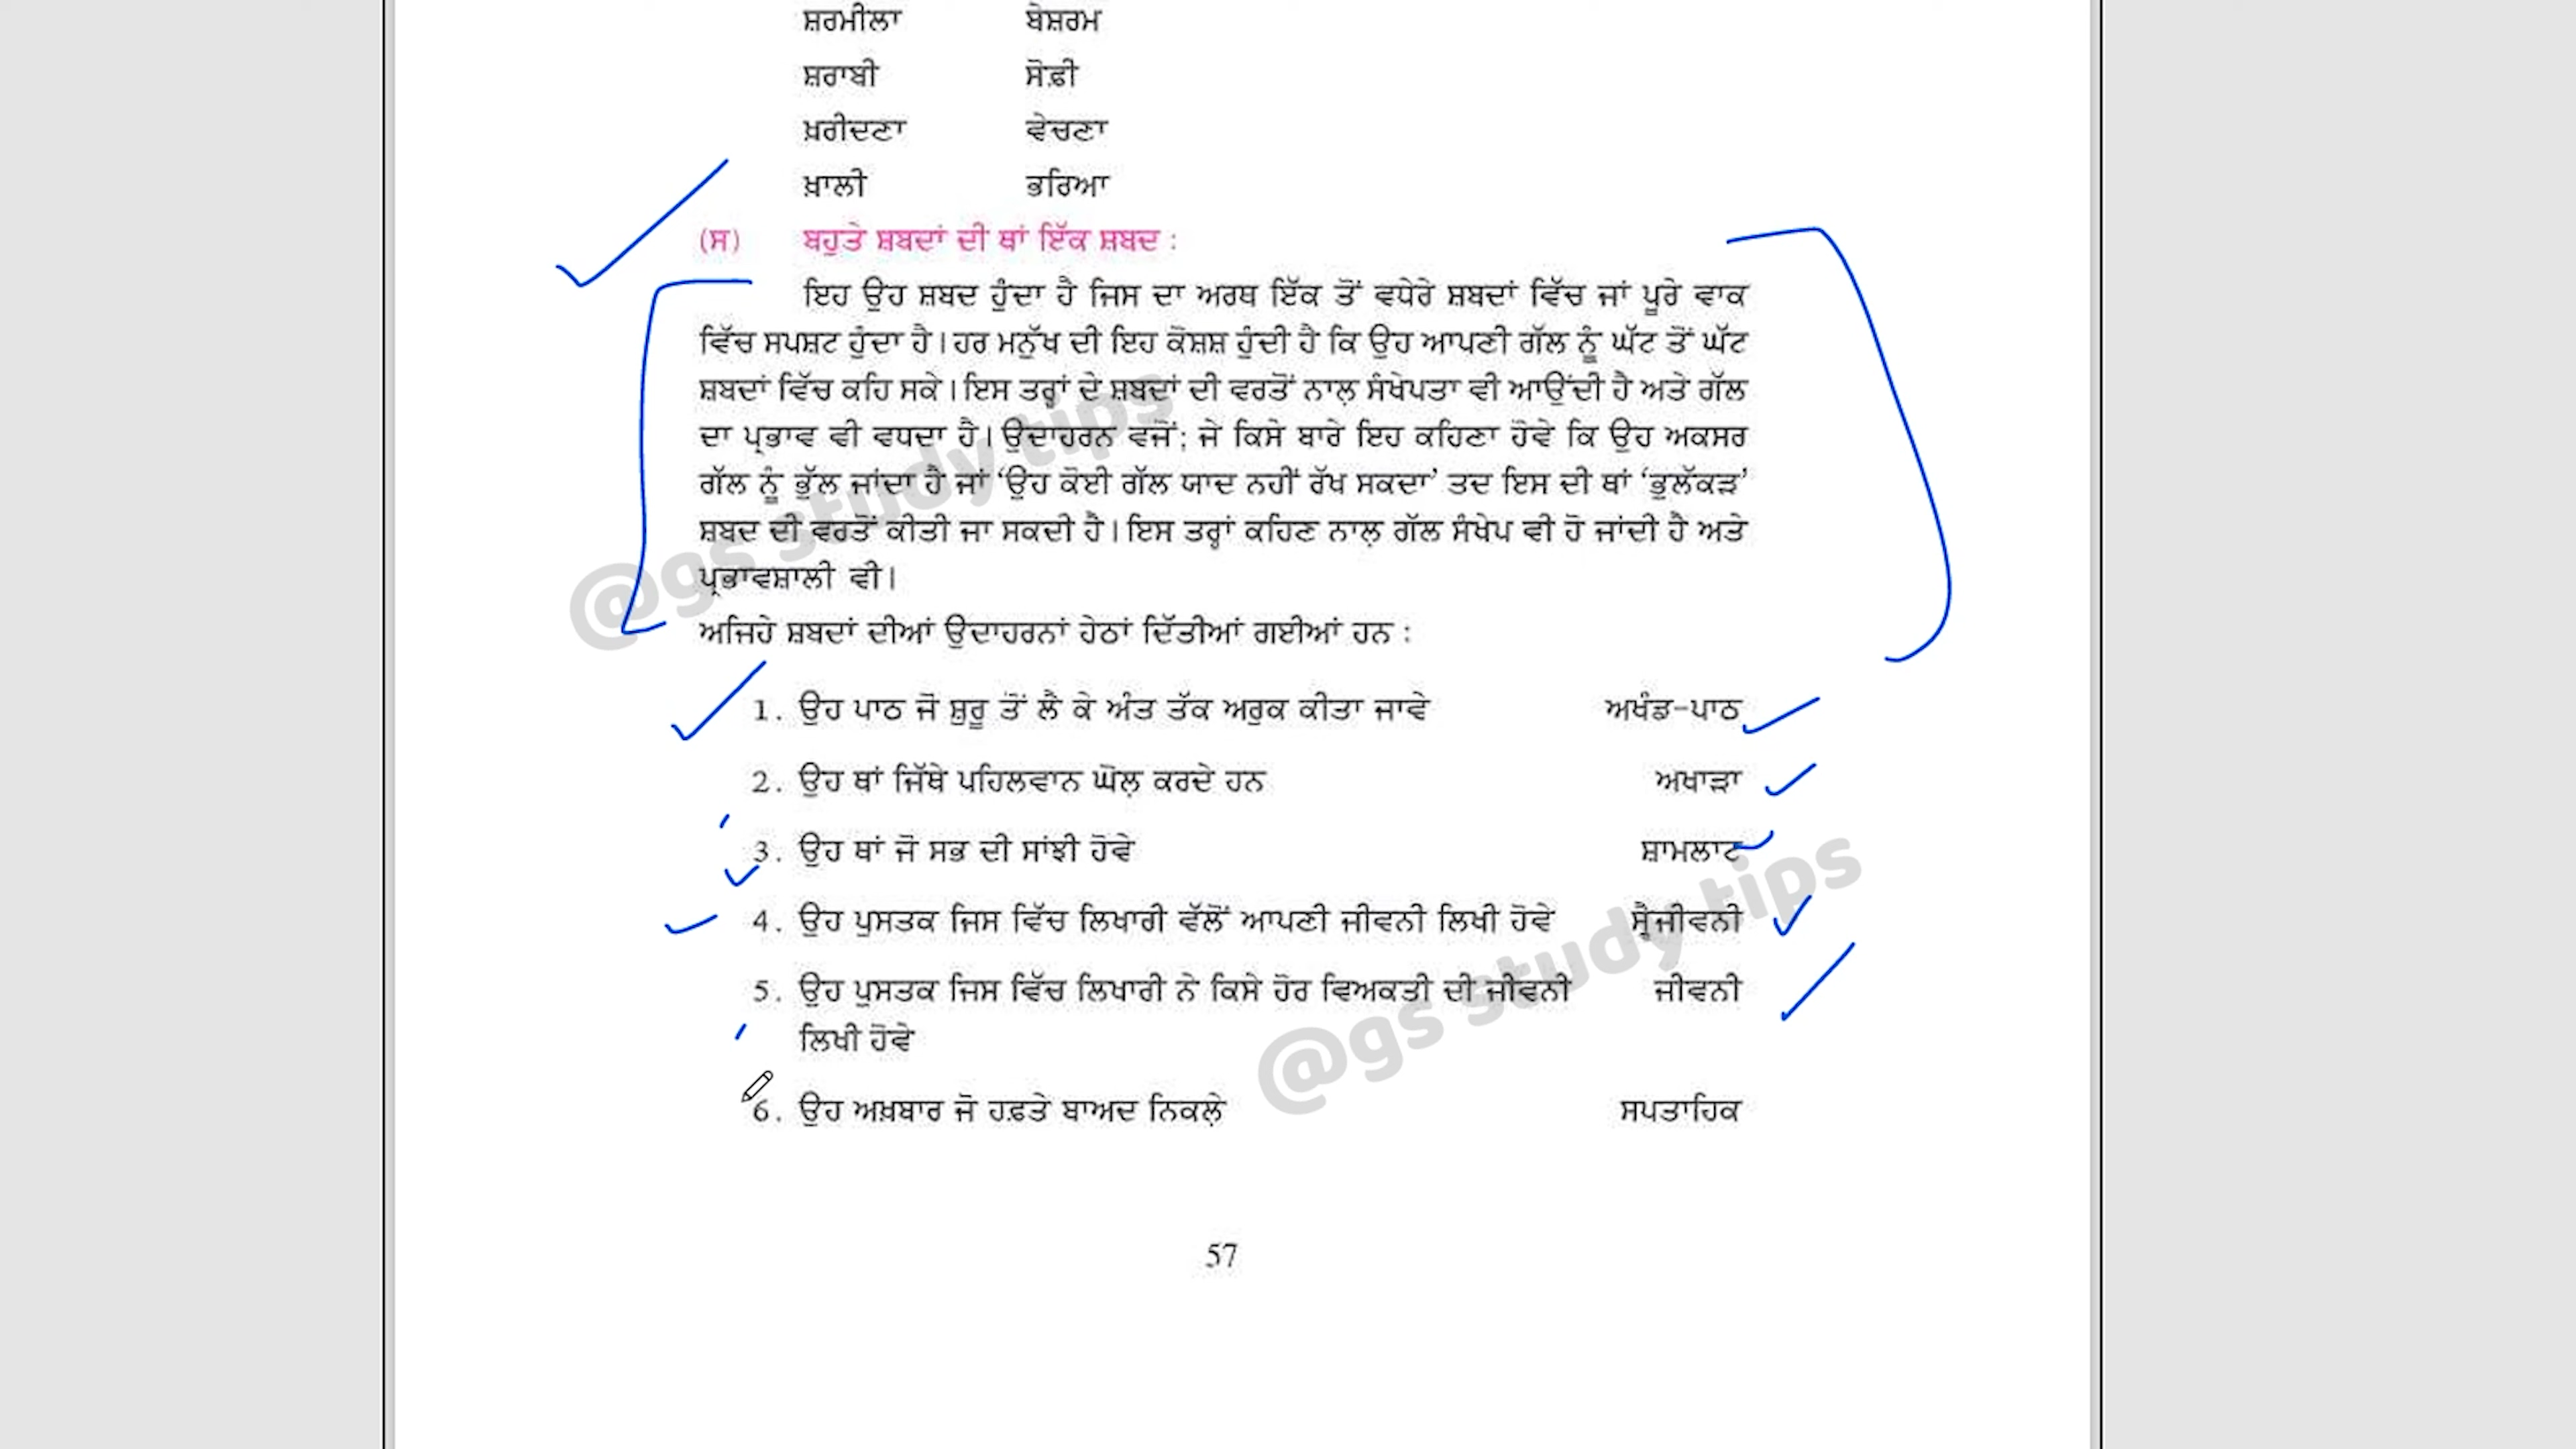 ਸ਼ਰਮੀਲਾ ਬੇਸ਼ਰਮ
ਸ਼ਰਾਬੀ ਸੋਫ਼ੀ
ਖ਼ਰੀਦਣਾ ਵੇਚਣਾ
ਖ਼ਾਲੀ ਭਰਿਆ
(ਸ) ਬਹੁਤੇ ਸ਼ਬਦਾਂ ਦੀ ਥਾਂ ਇੱਕ ਸ਼ਬਦ :
ਇਹ ਉਹ ਸ਼ਬਦ ਹੁੰਦਾ ਹੈ ਜਿਸ ਦਾ ਅਰਥ ਇੱਕ ਤੋਂ ਵਧੇਰੇ ਸ਼ਬਦਾਂ ਵਿੱਚ ਜਾਂ ਪੂਰੇ ਵਾਕ
ਵਿੱਚ ਸਪਸ਼ਟ ਹੁੰਦਾ ਹੈ। ਹਰ ਮਨੁੱਖ ਦੀ ਇਹ ਕੋਸ਼ਸ਼ ਹੁੰਦੀ ਹੈ ਕਿ ਉਹ ਆਪਣੀ ਗੱਲ ਨੂੰ ਘੱਟ ਤੋਂ ਘੱਟ
ਸ਼ਬਦਾਂ ਵਿੱਚ ਕਹਿ ਸਕੇ। ਇਸ ਤਰ੍ਹਾਂ ਦੇ ਸ਼ਬਦਾਂ ਦੀ ਵਰਤੋਂ ਨਾਲ਼ ਸੰਖੇਪਤਾ ਵੀ ਆਉਂਦੀ ਹੈ ਅਤੇ ਗੱਲ
ਦਾ ਪ੍ਰਭਾਵ ਵੀ ਵਧਦਾ ਹੈ। ਉਦਾਹਰਨ ਵਜੋਂ; ਜੇ ਕਿਸੇ ਬਾਰੇ ਇਹ ਕਹਿਣਾ ਹੋਵੇ ਕਿ ਉਹ ਅਕਸਰ
ਗੱਲ ਨੂੰ ਭੁੱਲ ਜਾਂਦਾ ਹੈ ਜਾਂ ‘ਉਹ ਕੋਈ ਗੱਲ ਯਾਦ ਨਹੀਂ ਰੱਖ ਸਕਦਾ’ ਤਦ ਇਸ ਦੀ ਥਾਂ ‘ਭੁਲੱਕੜ’
ਸ਼ਬਦ ਦੀ ਵਰਤੋਂ ਕੀਤੀ ਜਾ ਸਕਦੀ ਹੈ। ਇਸ ਤਰ੍ਹਾਂ ਕਹਿਣ ਨਾਲ਼ ਗੱਲ ਸੰਖੇਪ ਵੀ ਹੋ ਜਾਂਦੀ ਹੈ ਅਤੇ
ਪ੍ਰਭਾਵਸ਼ਾਲੀ ਵੀ।
@gs study tips
ਅਜਿਹੇ ਸ਼ਬਦਾਂ ਦੀਆਂ ਉਦਾਹਰਨਾਂ ਹੇਠਾਂ ਦਿੱਤੀਆਂ ਗਈਆਂ ਹਨ :
1. ਉਹ ਪਾਠ ਜੋ ਸ਼ੁਰੂ ਤੋਂ ਲੈ ਕੇ ਅੰਤ ਤੱਕ ਅਰੁਕ ਕੀਤਾ ਜਾਵੇ ਅਖੰਡ-ਪਾਠ
2. ਉਹ ਥਾਂ ਜਿੱਥੇ ਪਹਿਲਵਾਨ ਘੋਲ਼ ਕਰਦੇ ਹਨ ਅਖਾੜਾ
3. ਉਹ ਥਾਂ ਜੋ ਸਭ ਦੀ ਸਾਂਝੀ ਹੋਵੇ ਸ਼ਾਮਲਾਟ
4. ਉਹ ਪੁਸਤਕ ਜਿਸ ਵਿੱਚ ਲਿਖਾਰੀ ਵੱਲੋਂ ਆਪਣੀ ਜੀਵਨੀ ਲਿਖੀ ਹੋਵੇ ਸ੍ਵੈਜੀਵਨੀ
5. ਉਹ ਪੁਸਤਕ ਜਿਸ ਵਿੱਚ ਲਿਖਾਰੀ ਨੇ ਕਿਸੇ ਹੋਰ ਵਿਅਕਤੀ ਦੀ ਜੀਵਨੀ ਜੀਵਨੀ
ਲਿਖੀ ਹੋਵੇ
@gs study tips
6. ਉਹ ਅਖ਼ਬਾਰ ਜੋ ਹਫ਼ਤੇ ਬਾਅਦ ਨਿਕਲ਼ੇ ਸਪਤਾਹਿਕ
57